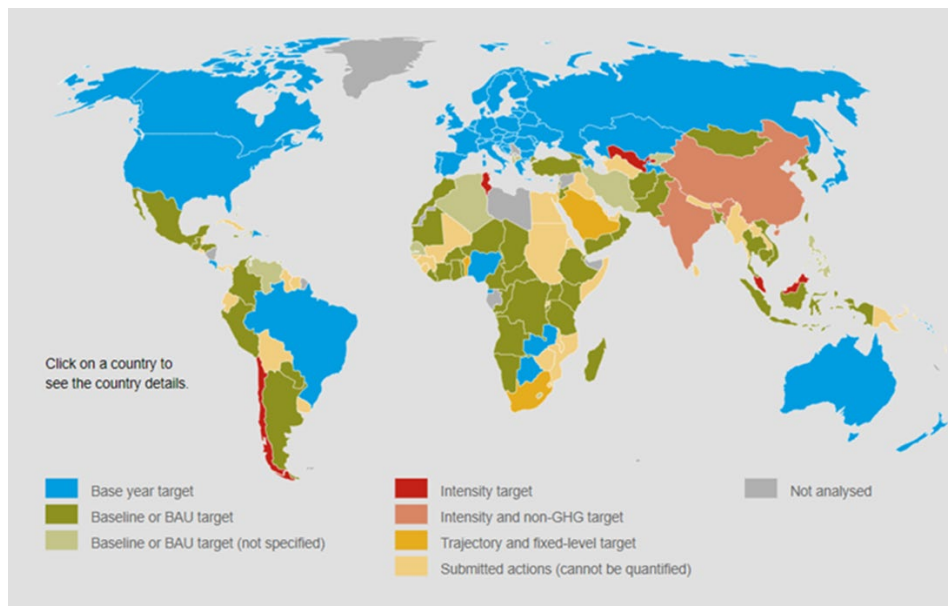 Click on a country to
see the country details.
Base year target
Baseline or BAU target
Baseline or BAU target (not specified)
Intensity target
Intensity and non-GHG target
Trajectory and fixed-level target
Submitted actions (cannot be quantified)
Not analysed